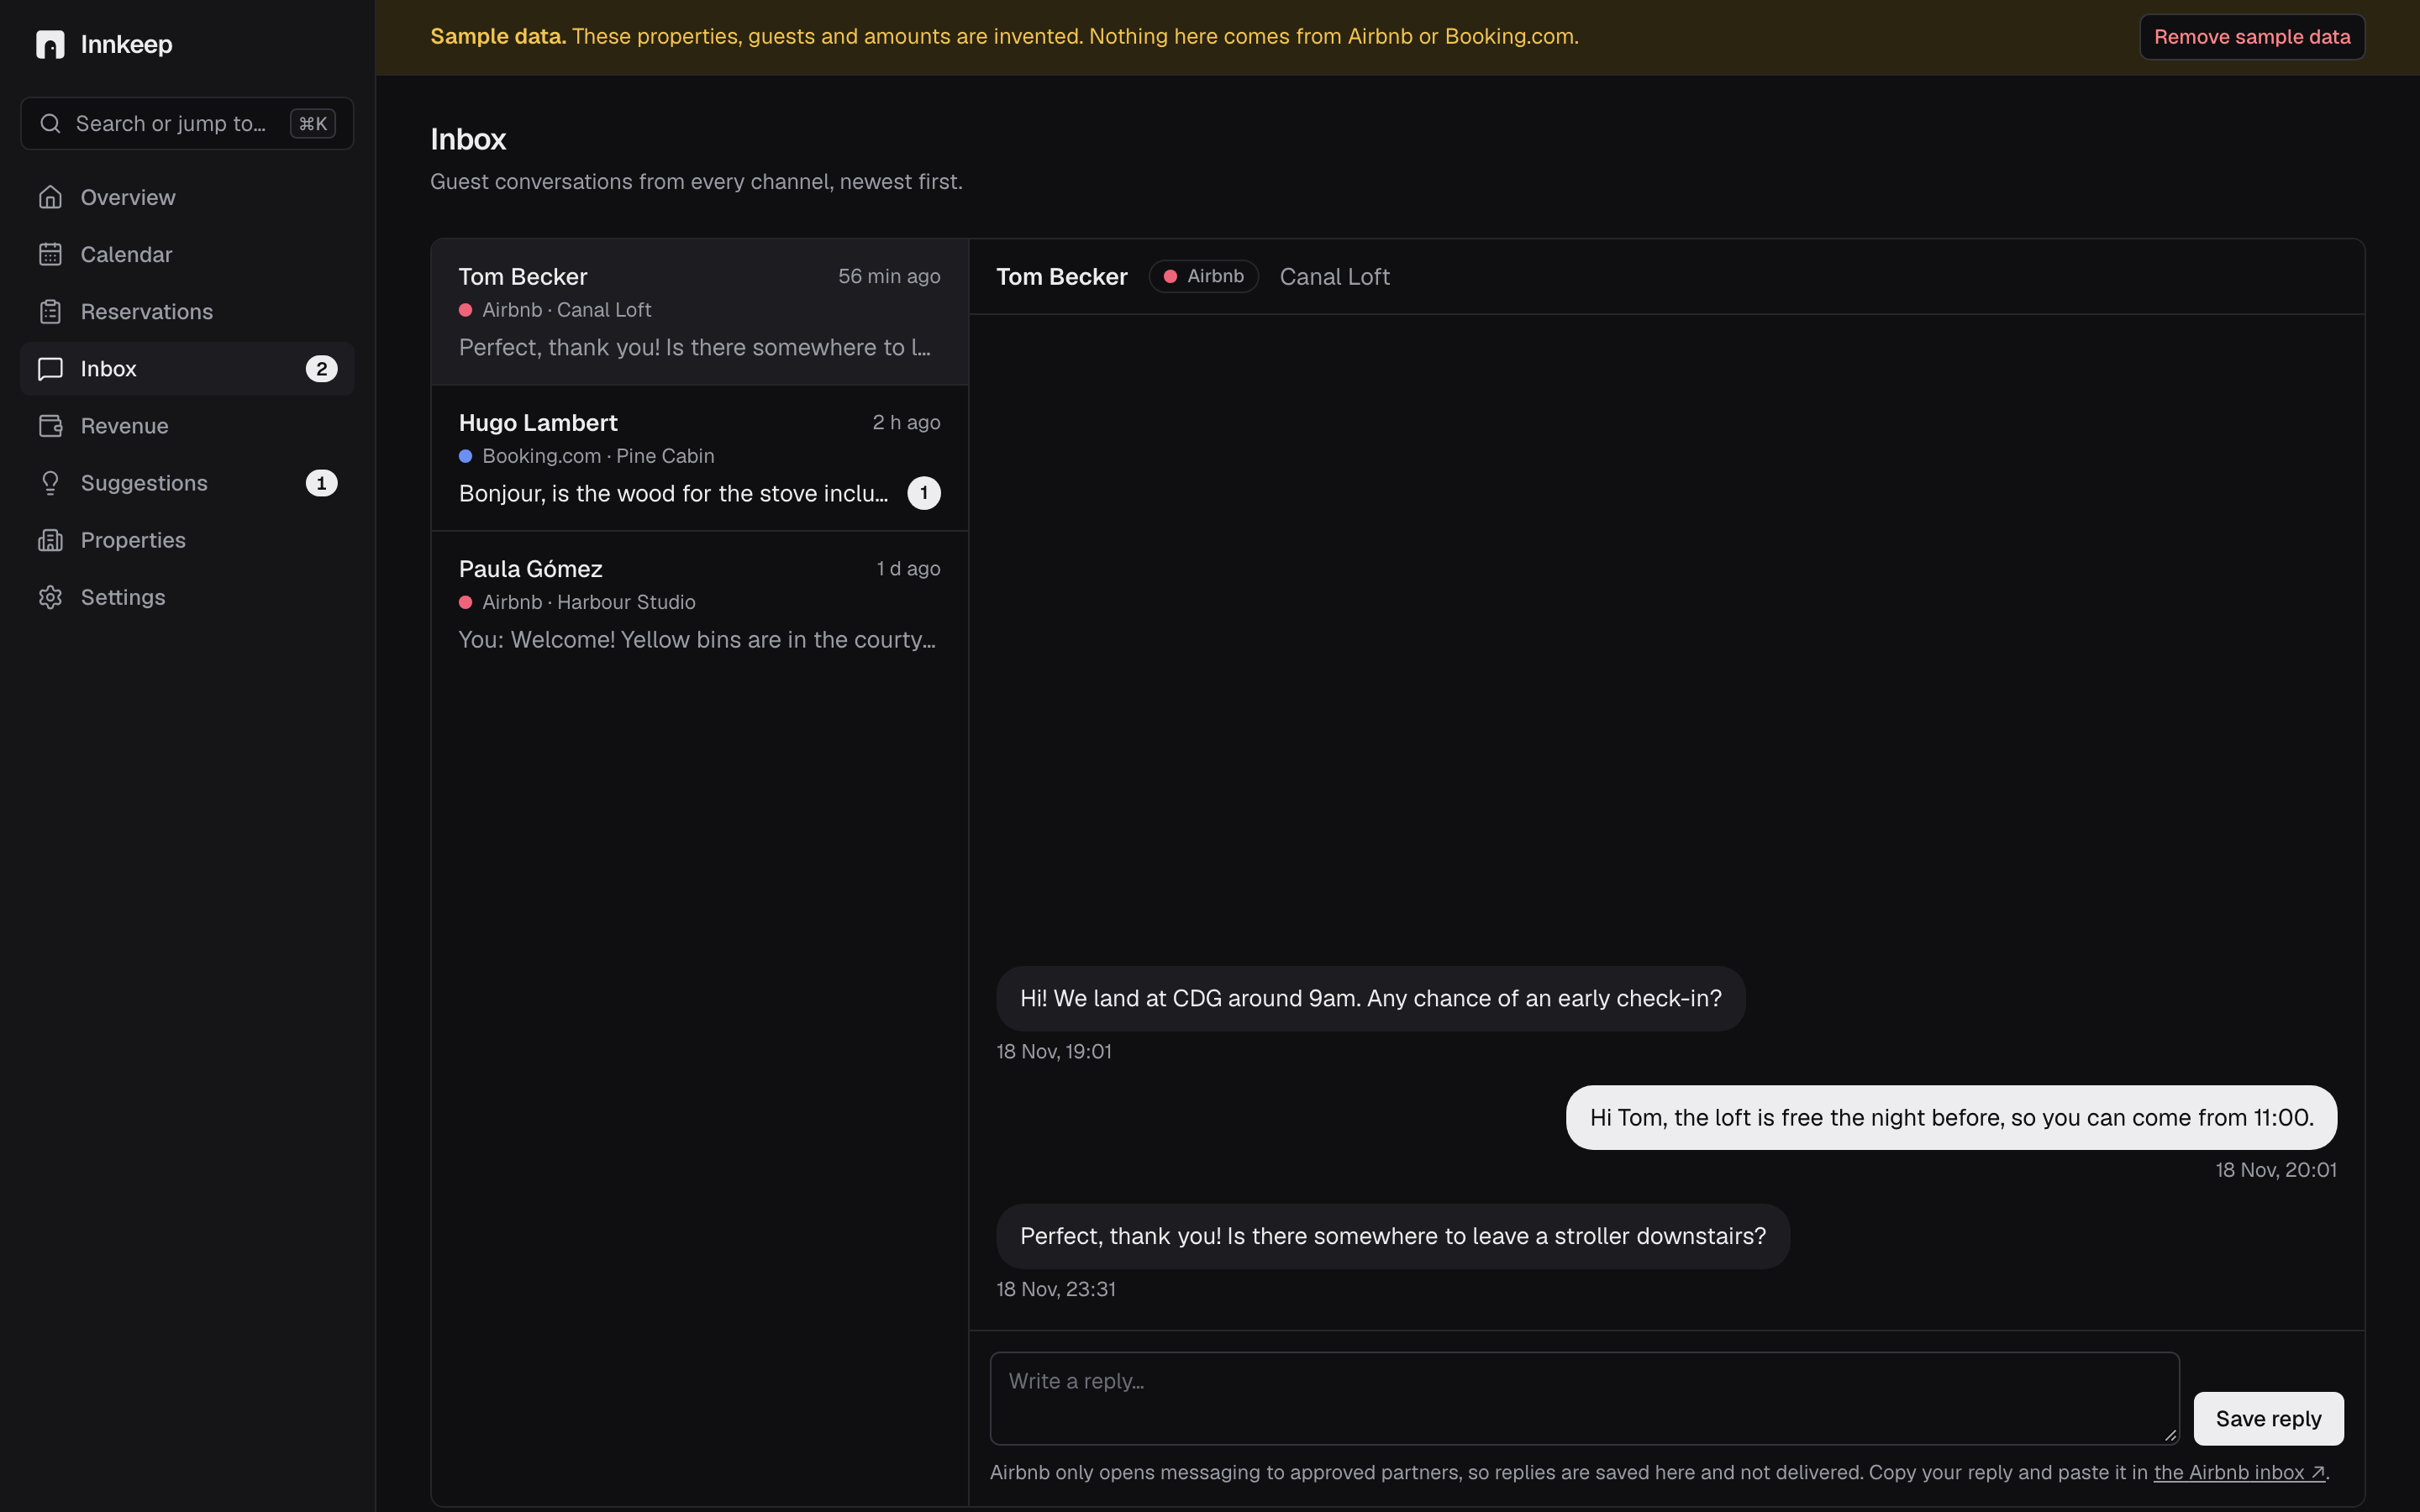 Innkeep
Search or jump to...
⌘K
Overview
Calendar
Reservations
Inbox
2
Revenue
Suggestions
1
Properties
Settings
Sample data. These properties, guests and amounts are invented. Nothing here comes from Airbnb or Booking.com.
Remove sample data
Inbox
Guest conversations from every channel, newest first.
Tom Becker
56 min ago
Airbnb · Canal Loft
Perfect, thank you! Is there somewhere to l...
Hugo Lambert
2 h ago
Booking.com · Pine Cabin
Bonjour, is the wood for the stove inclu...
1
Paula Gómez
1 d ago
Airbnb · Harbour Studio
You: Welcome! Yellow bins are in the courty...
Tom Becker
Airbnb
Canal Loft
Hi! We land at CDG around 9am. Any chance of an early check-in?
18 Nov, 19:01
Hi Tom, the loft is free the night before, so you can come from 11:00.
18 Nov, 20:01
Perfect, thank you! Is there somewhere to leave a stroller downstairs?
18 Nov, 23:31
Write a reply...
Save reply
Airbnb only opens messaging to approved partners, so replies are saved here and not delivered. Copy your reply and paste it in the Airbnb inbox ↗.